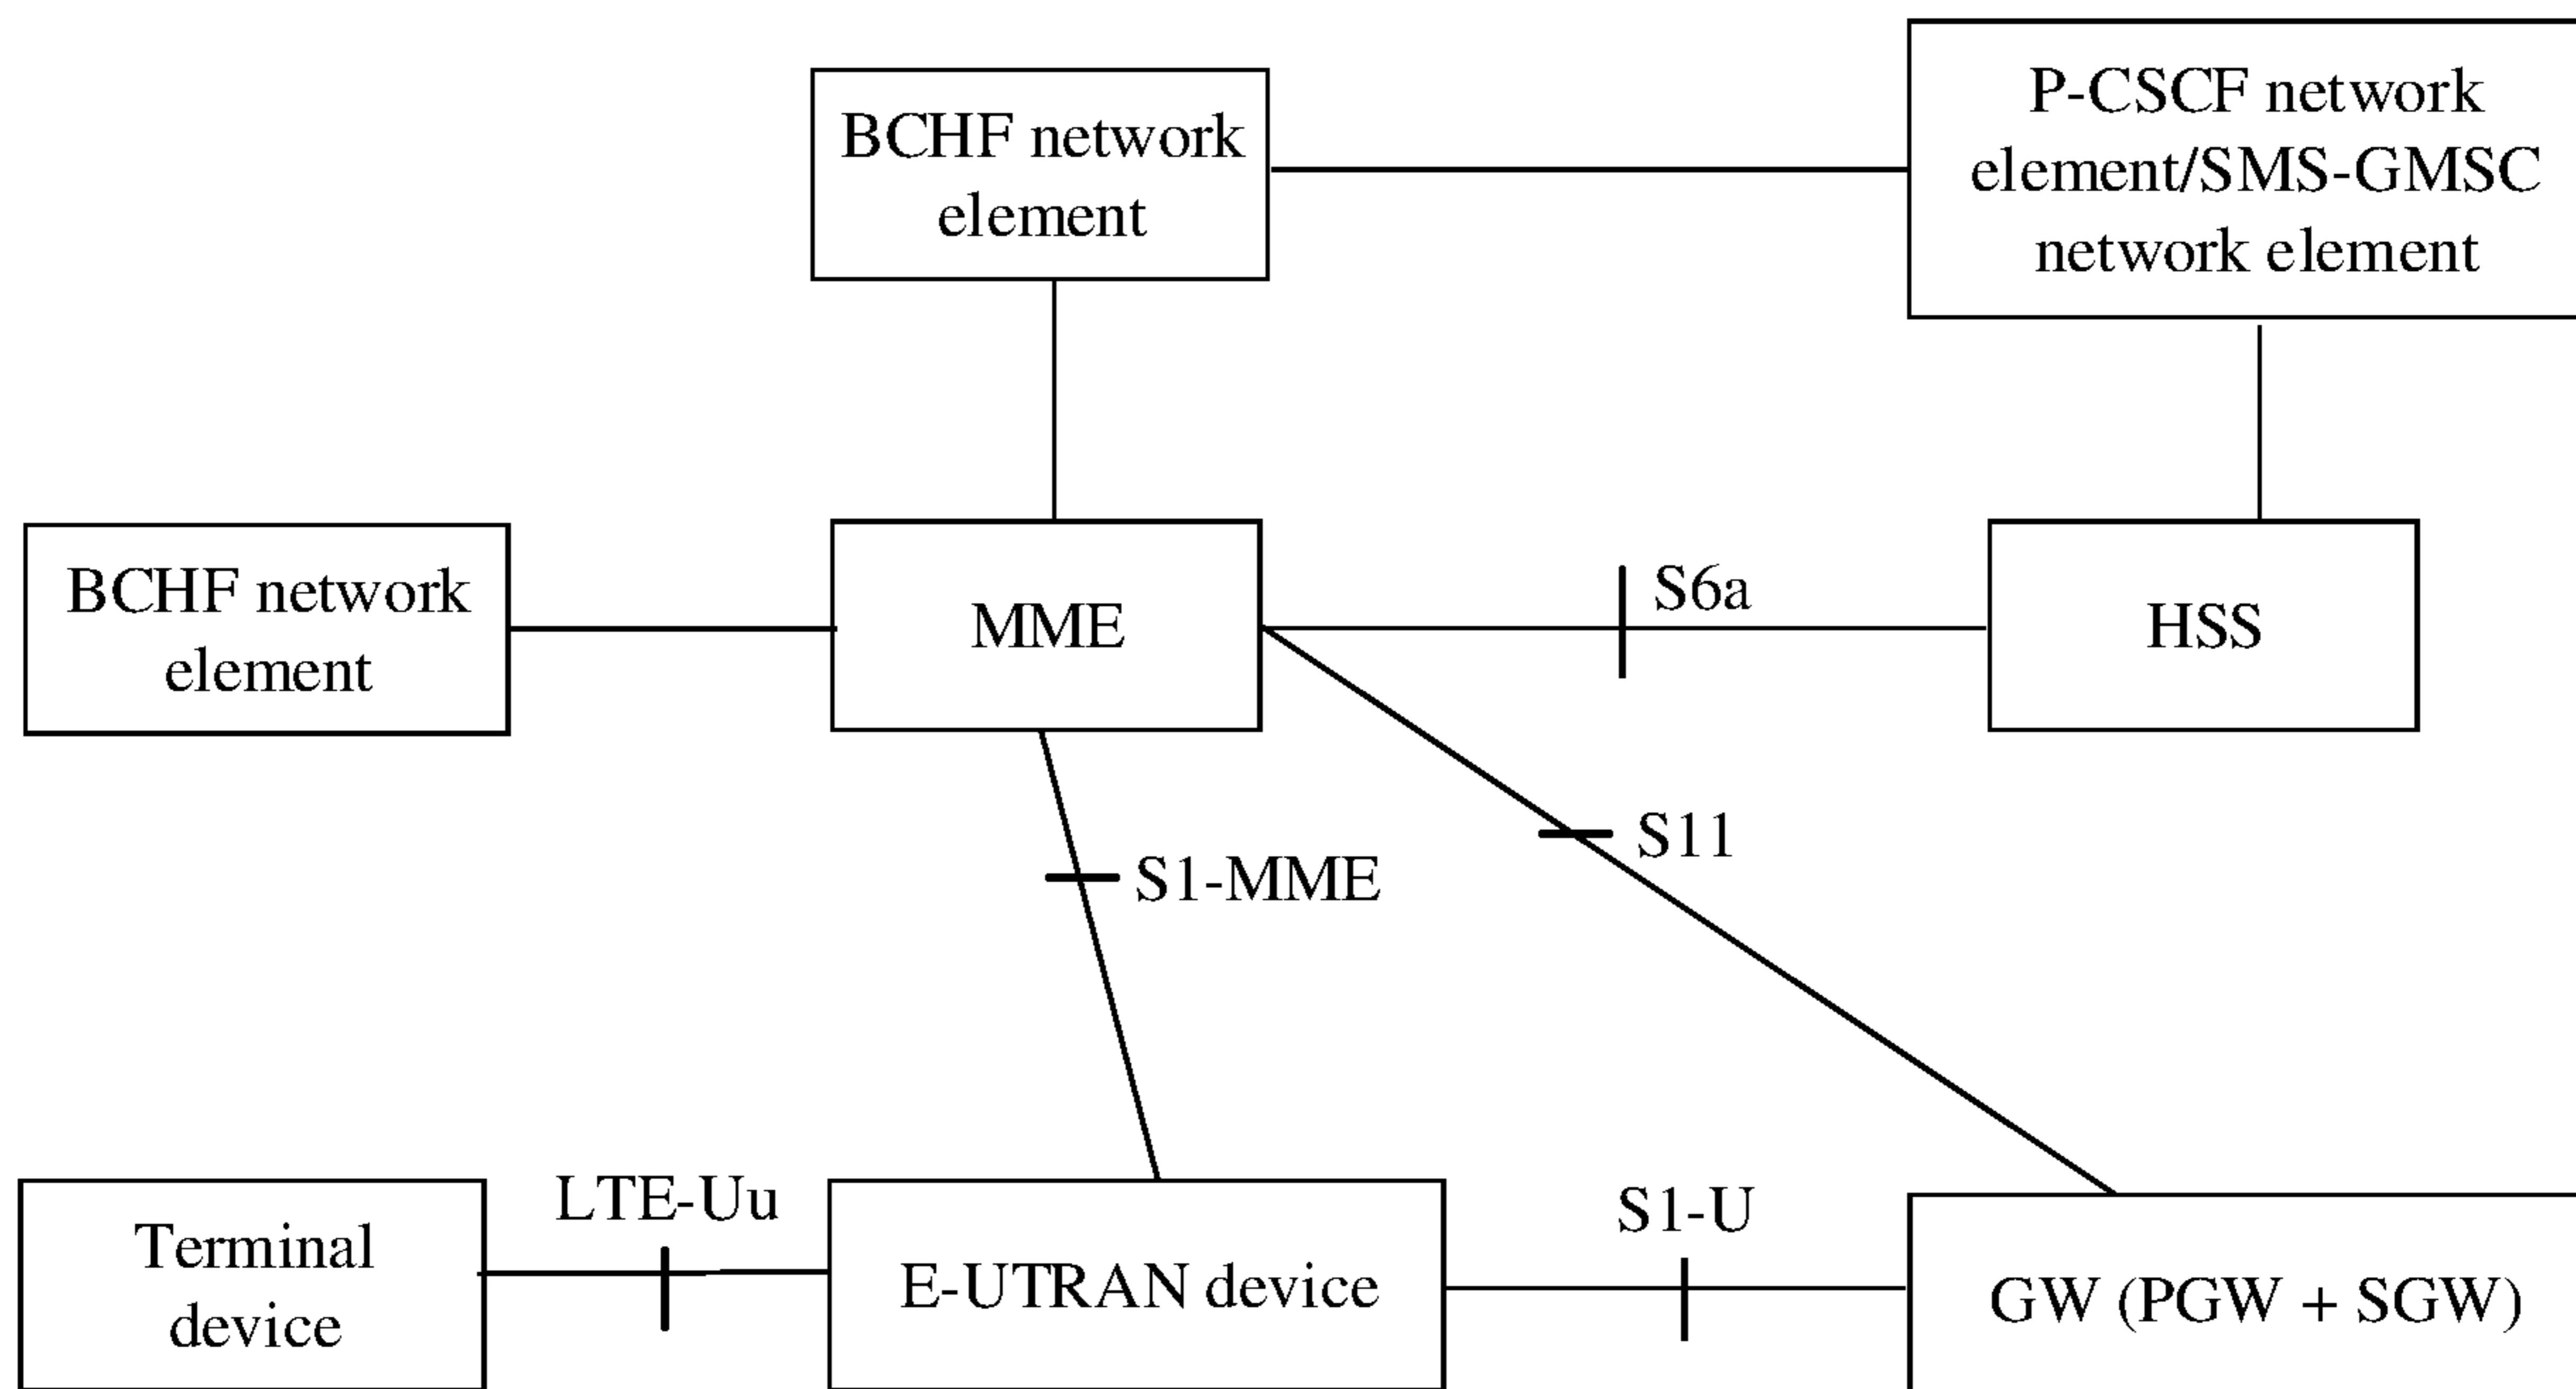 BCHF network
element
P-CSCF network
element/SMS-GMSC
network element
BCHF network
element
MME
S6a
HSS
S1-MME
S11
Terminal
device
LTE-Uu
E-UTRAN device
S1-U
GW (PGW + SGW)